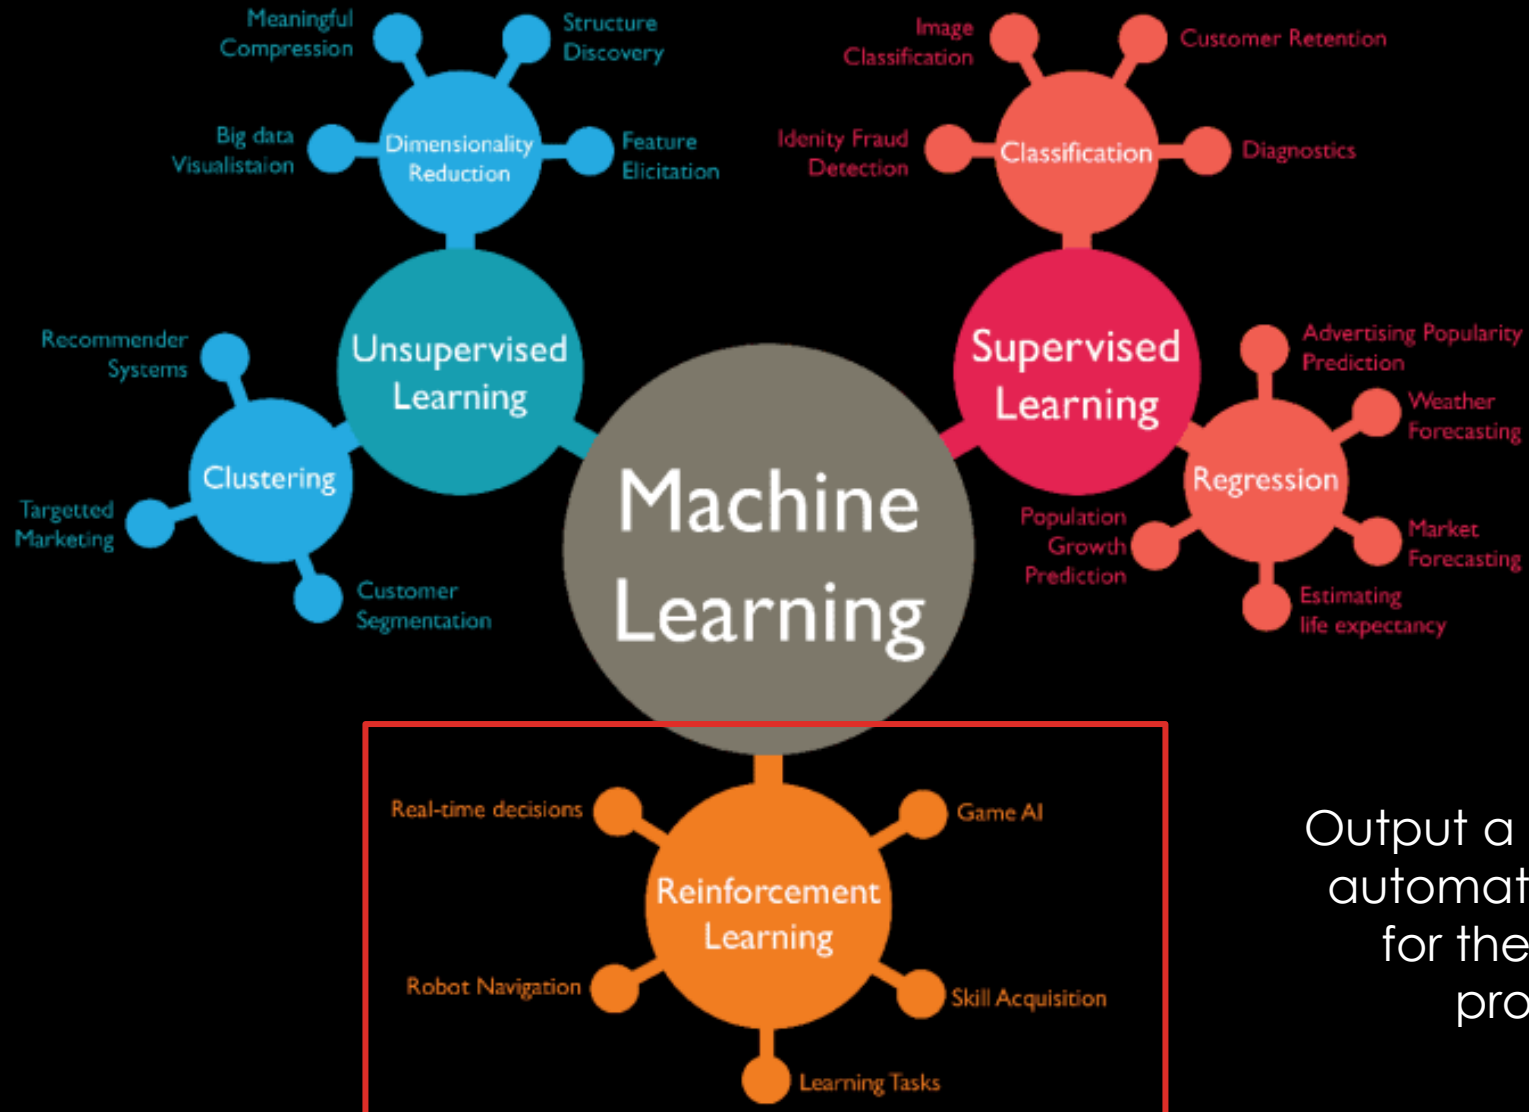 Meaningful
Compression
Structure
Discovery
Big data
Visualistaion
Dimensionality
Reduction
Feature
Elicitation
Image
Classification
Customer Retention
Idenity Fraud
Detection
Classification
Diagnostics
Recommender
Systems
Unsupervised
Learning
Clustering
Targetted
Marketing
Customer
Segmentation
Supervised
Learning
Advertising Popularity
Prediction
Weather
Forecasting
Regression
Population
Growth
Prediction
Market
Forecasting
Estimating
life expectancy
Machine
Learning
Real-time decisions
Game AI
Reinforcement
Learning
Robot Navigation
Skill Acquisition
Learning Tasks
Output a
automat
for the
pro